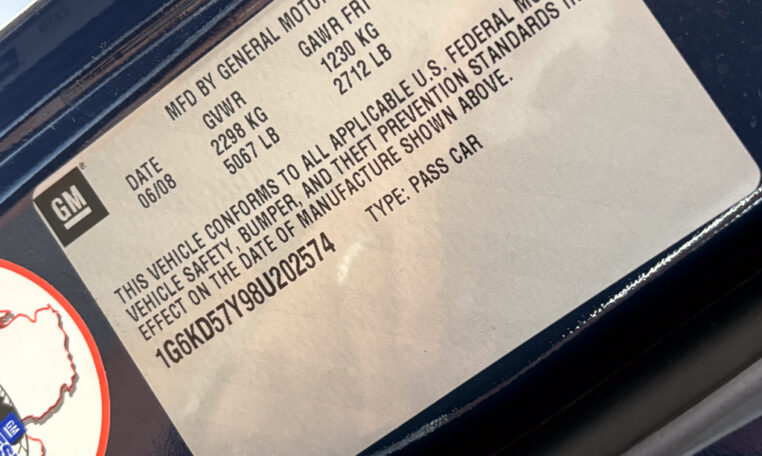 MFD BY GENERAL MOTOR
DATE GVWR GAWR FRT
06/08 2298 KG 1230 KG
5067 LB 2712 LB
GM
THIS VEHICLE CONFORMS TO ALL APPLICABLE U.S. FEDERAL
VEHICLE SAFETY, BUMPER, AND THEFT PREVENTION STANDARDS
EFFECT ON THE DATE OF MANUFACTURE SHOWN ABOVE.
1G6KD57Y98U202574 TYPE: PASS CAR
GM